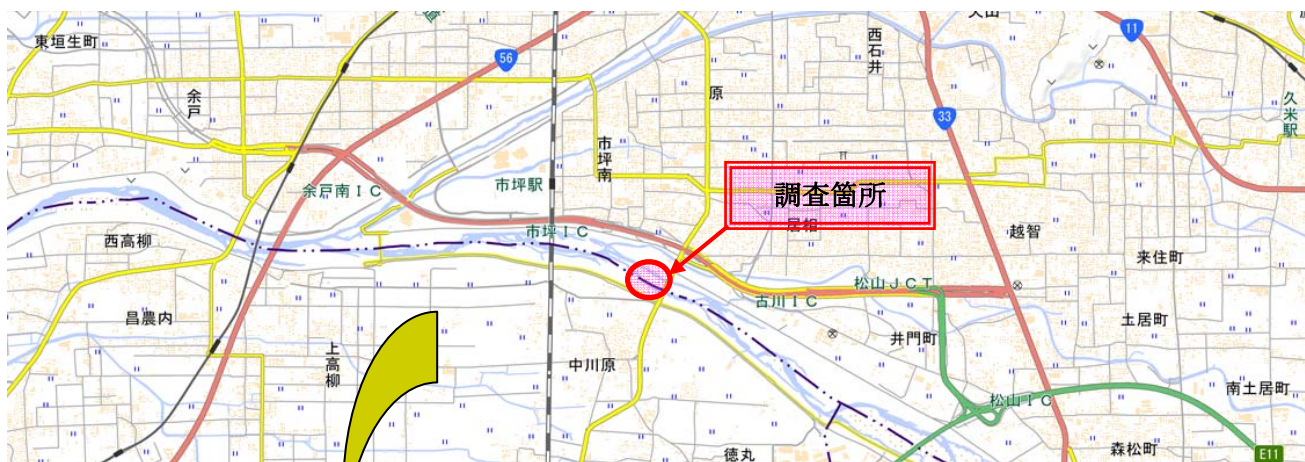 東垣生町
余戸
56
余戸南ＩＣ
市坪駅
市坪南
原
西石井
11
33
久米駅
調査箇所
居相
越智
来住町
西高柳
市坪ＩＣ
松山ＪＣＴ
古川ＩＣ
昌農内
上高柳
中川原
井門町
土居町
南土居町
松山ＩＣ
徳丸
森松町
E11